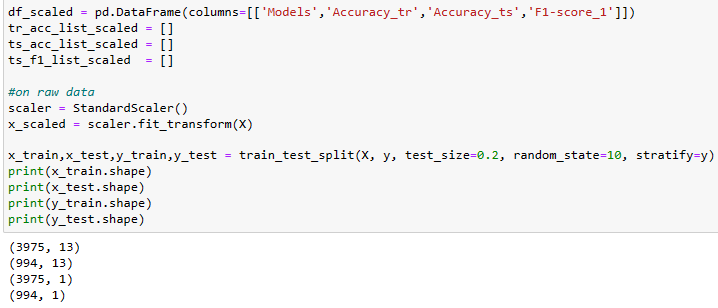 df_scaled = pd.DataFrame(columns=[['Models','Accuracy_tr','Accuracy_ts','F1-score_1']])
tr_acc_list_scaled = []
ts_acc_list_scaled = []
ts_f1_list_scaled  = []
#on raw data
scaler = StandardScaler()
x_scaled = scaler.fit_transform(X)
x_train,x_test,y_train,y_test = train_test_split(X, y, test_size=0.2, random_state=10, stratify=y)
print(x_train.shape)
print(x_test.shape)
print(y_train.shape)
print(y_test.shape)
(3975, 13)
(994, 13)
(3975, 1)
(994, 1)